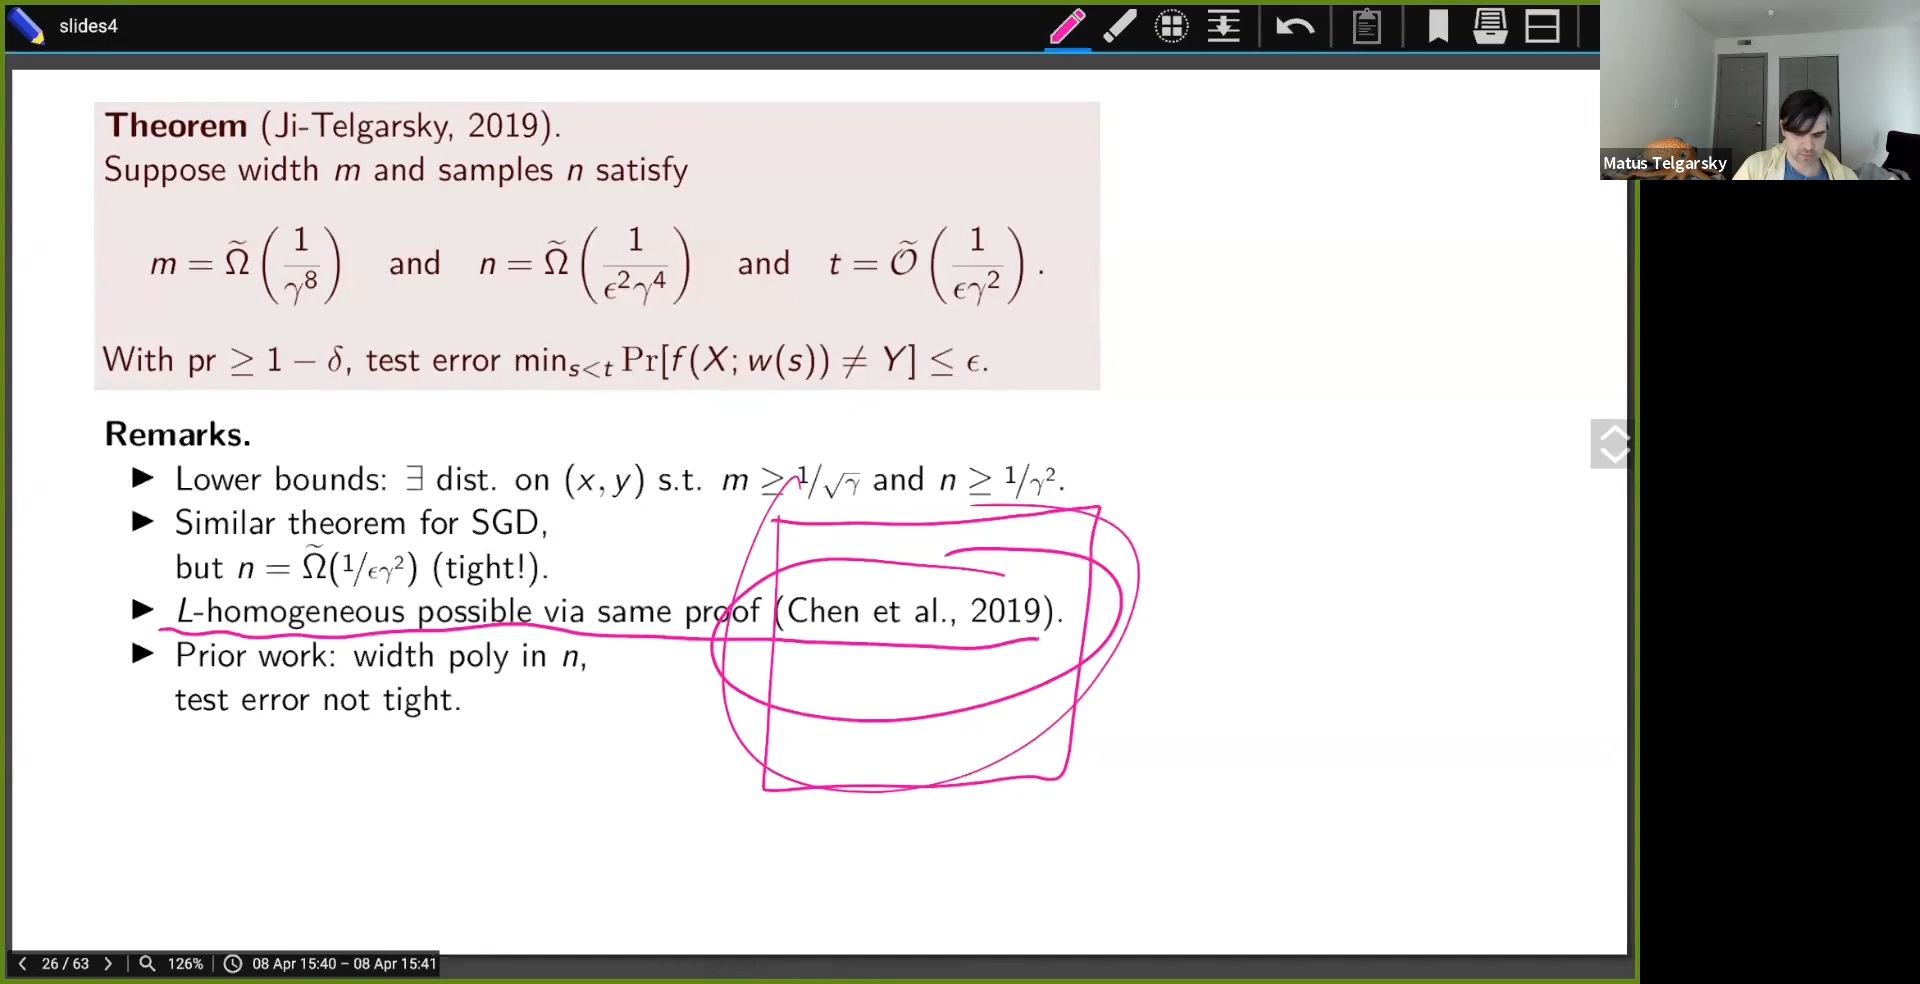 slides4
Matus Telgarsky
Theorem (Ji-Telgarsky, 2019).
Suppose width m and samples n satisfy
m = Ω̃(1/γ⁸) and n = Ω̃(1/ϵ²γ⁴) and t = Õ(1/ϵγ²).
With pr ≥ 1 − δ, test error min_{s<t} Pr[f(X; w(s)) ≠ Y] ≤ ϵ.
Remarks.
▶ Lower bounds: ∃ dist. on (x, y) s.t. m ≥ 1/√γ and n ≥ 1/γ².
▶ Similar theorem for SGD,
but n = Ω̃(1/ϵγ²) (tight!).
▶ L-homogeneous possible via same proof (Chen et al., 2019).
▶ Prior work: width poly in n,
test error not tight.
26 / 63 126% 08 Apr 15:40 – 08 Apr 15:41